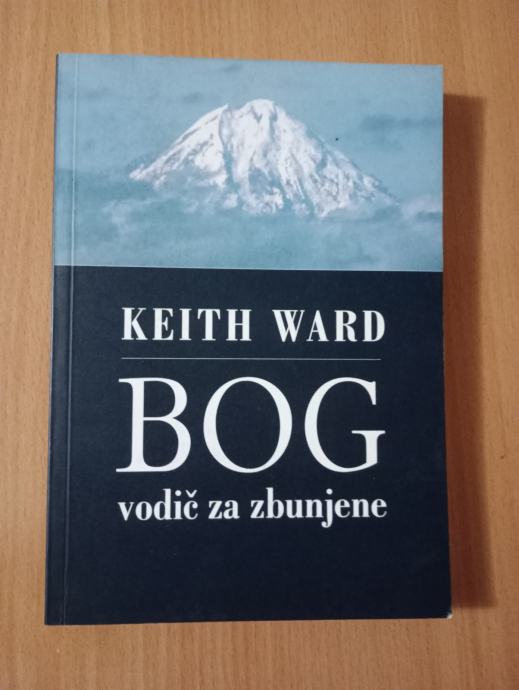 KEITH WARD
BOG
vodič za zbunjene